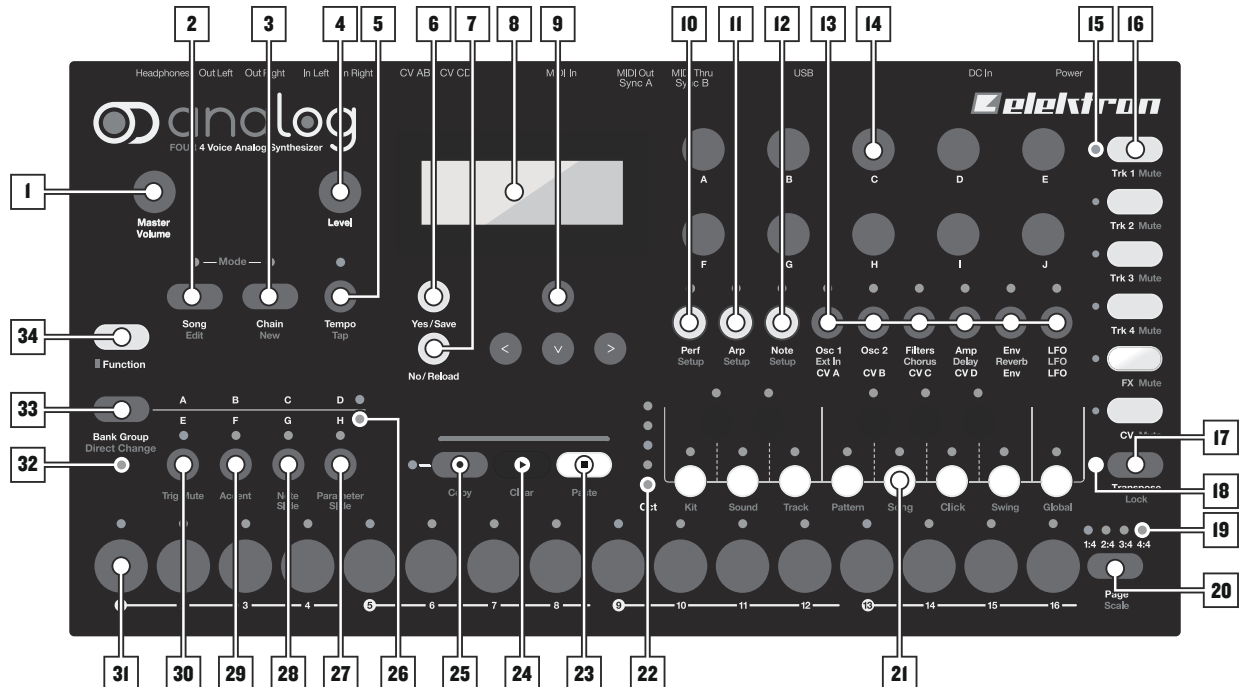 2 3 4 5 6 7 8 9 10 11 12 13 14 15 16
Headphones Out Left Out Right In Left In Right CV AB CV CD MIDI In MIDI Out MIDI Thru USB DC In Power
Sync A Sync B
analog
FOUR 4 Voice Analog Synthesizer
elektron
1
Master
Volume
Level
A B C D E
F G H I J
Trk 1 Mute
Trk 2 Mute
Trk 3 Mute
Trk 4 Mute
FX Mute
CV Mute
Mode
Song
Edit
Chain
New
Tempo
Tap
Yes/Save
No/Reload
< v >
Perf
Setup
Arp
Setup
Note
Setup
Osc 1
Ext In
CV A
Osc 2
CV B
Filters
Chorus
CV C
Amp
Delay
CV D
Env
Reverb
Env
LFO
LFO
LFO
34
Function
33
Bank Group
Direct Change
32
A B C D
E F G H
Trig Mute
Accent
Note
Slide
Parameter
Slide
Copy Clear Paste
Oct
Kit Sound Track Pattern Song Click Swing Global
17
Transpose
Lock
18
19
1:4 2:4 3:4 4:4
20
Page
Scale
3 4 5 6 7 8 9 10 11 12 13 14 15 16
31 30 29 28 27 26 25 24 23 22 21